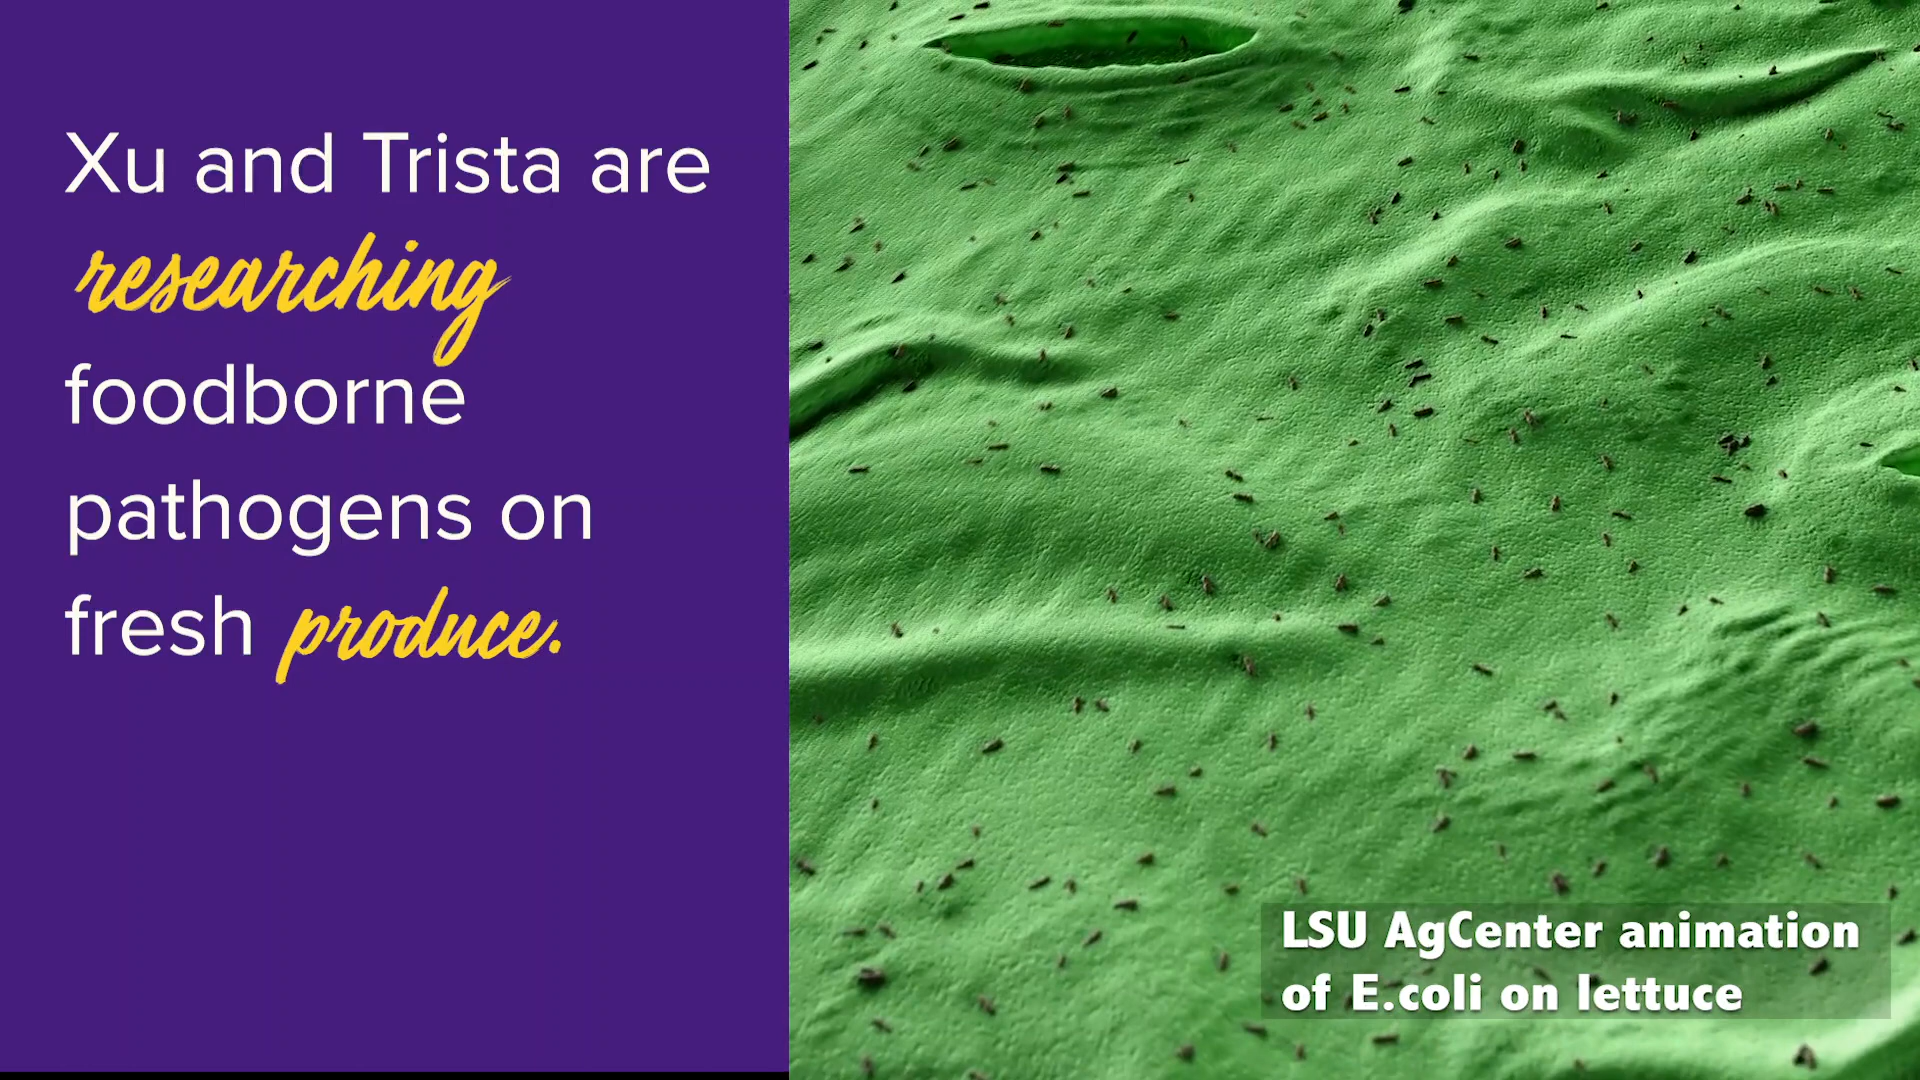 Xu and Trista are
researching
foodborne
pathogens on
fresh produce.
LSU AgCenter animation
of E.coli on lettuce